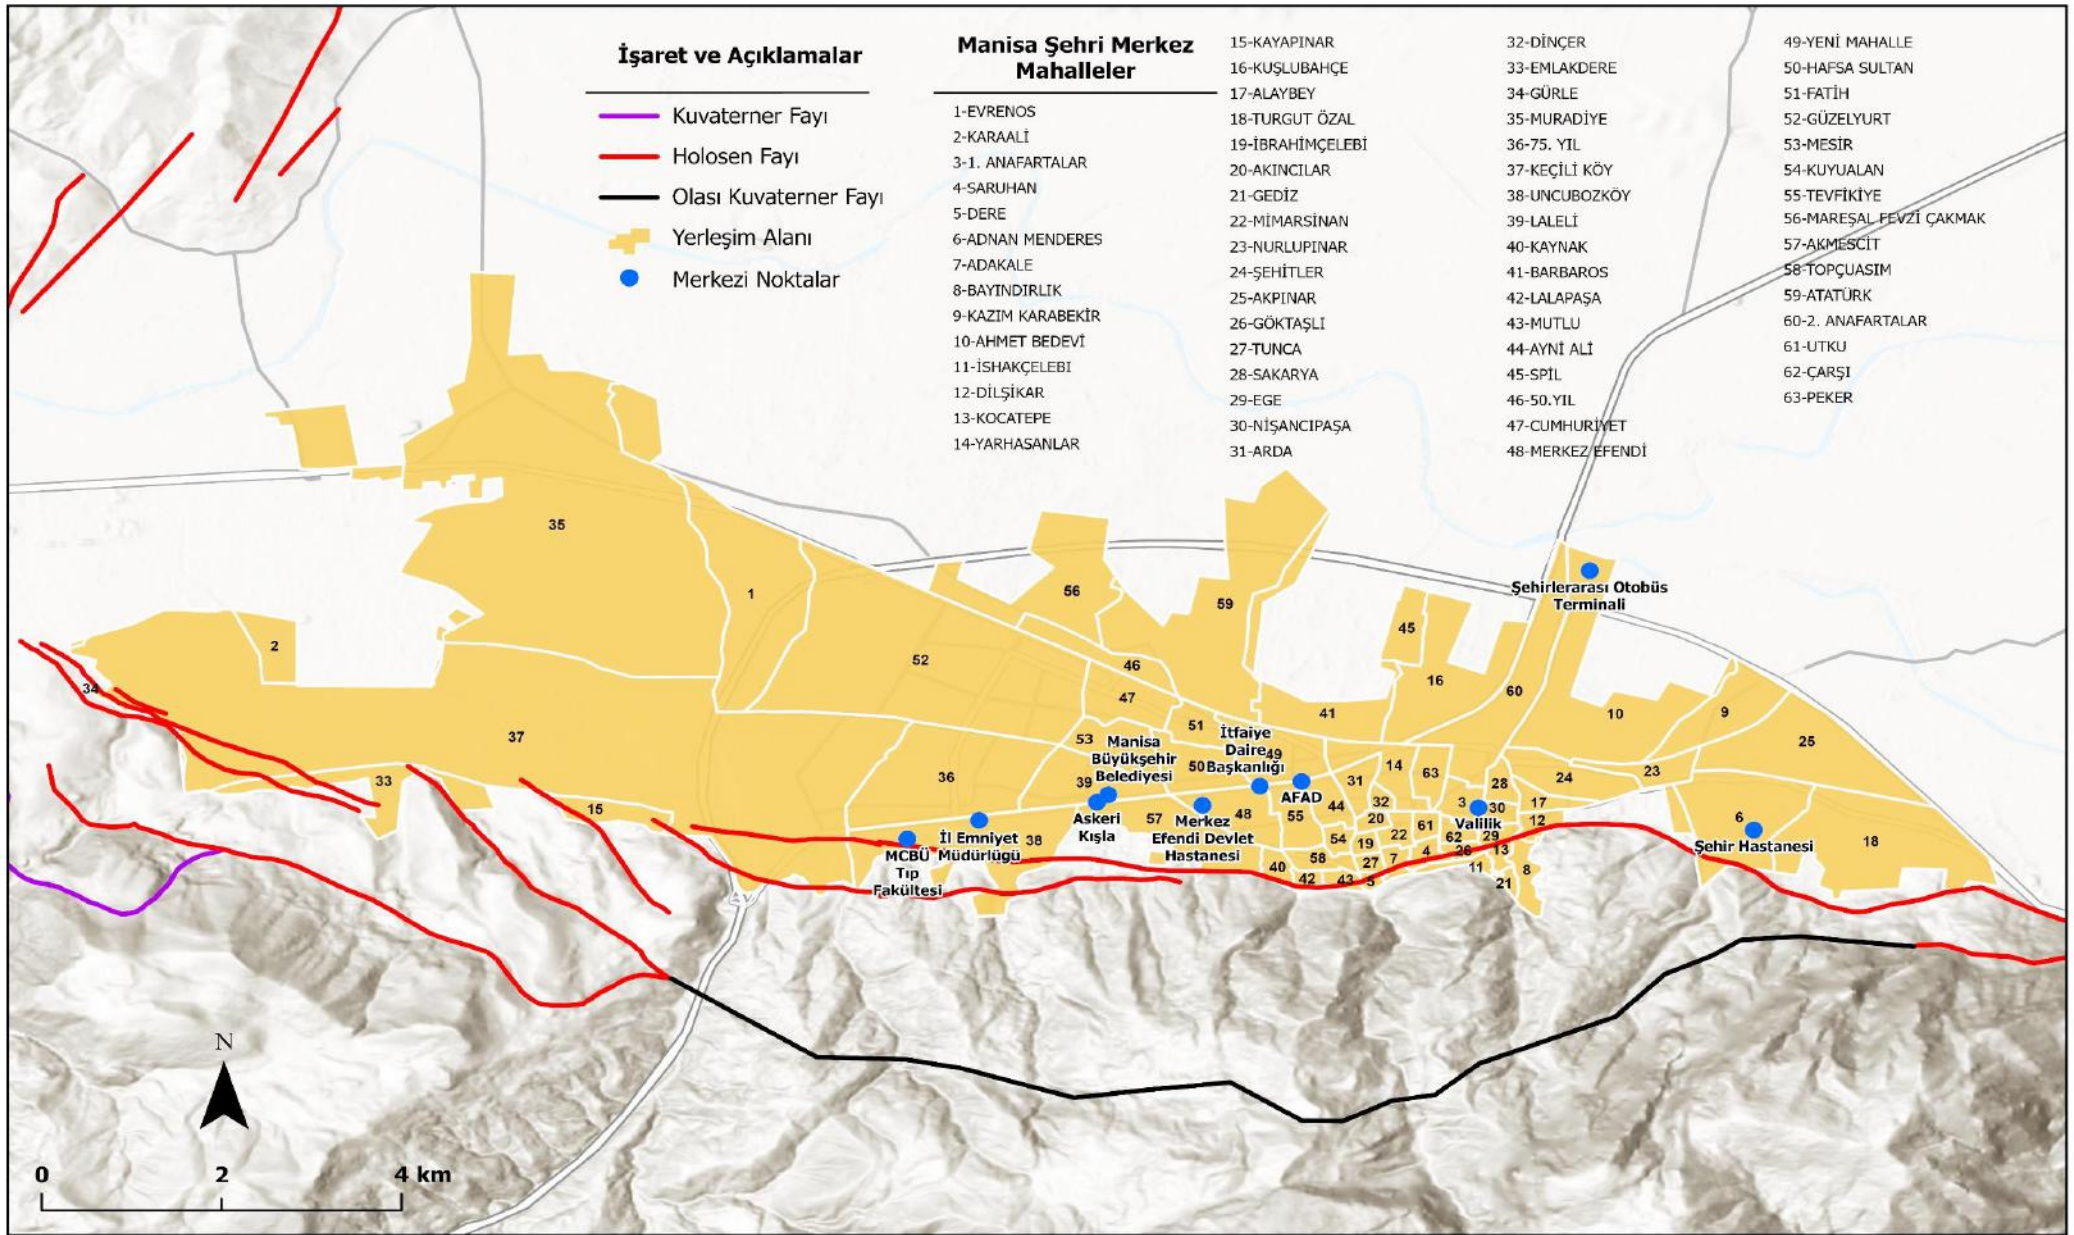 İşaret ve Açıklamalar
Kuvaterner Fayı
Holosen Fayı
Olası Kuvaterner Fayı
Yerleşim Alanı
Merkezi Noktalar
Manisa Şehri Merkez
Mahalleler
1-EVRENOS
2-KARAALİ
3-1. ANAFARTALAR
4-SARUHAN
5-DERE
6-ADNAN MENDERES
7-ADAKALE
8-BAYINDIRLIK
9-KAZIM KARABEKİR
10-AHMET BEDEVİ
11-İSHAKÇELEBI
12-DİLŞİKAR
13-KOCATEPE
14-YARHASANLAR
15-KAYAPINAR
16-KUŞLUBAHÇE
17-ALAYBEY
18-TURGUT ÖZAL
19-İBRAHİMÇELEBİ
20-AKINCILAR
21-GEDİZ
22-MİMARSİNAN
23-NURLUPINAR
24-ŞEHİTLER
25-AKPINAR
26-GÖKTAŞLI
27-TUNCA
28-SAKARYA
29-EGE
30-NİŞANCIPAŞA
31-ARDA
32-DİNÇER
33-EMLAKDERE
34-GÜRLE
35-MURADİYE
36-75. YIL
37-KEÇİLİ KÖY
38-UNCUBOZKÖY
39-LALELİ
40-KAYNAK
41-BARBAROS
42-LALAPAŞA
43-MUTLU
44-AYNİ ALİ
45-SPİL
46-50.YIL
47-CUMHURİYET
48-MERKEZ EFENDİ
49-YENİ MAHALLE
50-HAFSA SULTAN
51-FATİH
52-GÜZELYURT
53-MESİR
54-KUYUALAN
55-TEVFİKİYE
56-MAREŞAL FEVZİ ÇAKMAK
57-AKMESCİT
58-TOPÇUASIM
59-ATATÜRK
60-2. ANAFARTALAR
61-UTKU
62-ÇARŞI
63-PEKER
35
1
56
59
Şehirlerarası Otobüs
Terminali
45
2
52
46
16
34
47
60
10
9
41
51
37
53
Manisa
Büyükşehir
Belediyesi
İtfaiye
Daire
Başkanlığı
49
25
50
14
63
24
23
33
36
39
31
28
AFAD
15
32
3
30
17
44
48
55
57
20
12
6
Askeri
Kışla
Merkez
Efendi Devlet
Hastanesi
61
Valilik
İl Emniyet
Müdürlüğü
38
54
19
22
62
29
18
Şehir Hastanesi
MCBÜ
Tıp
Fakültesi
58
27
7
4
26
13
40
11
8
42
43
5
21
N
0
2
4 km